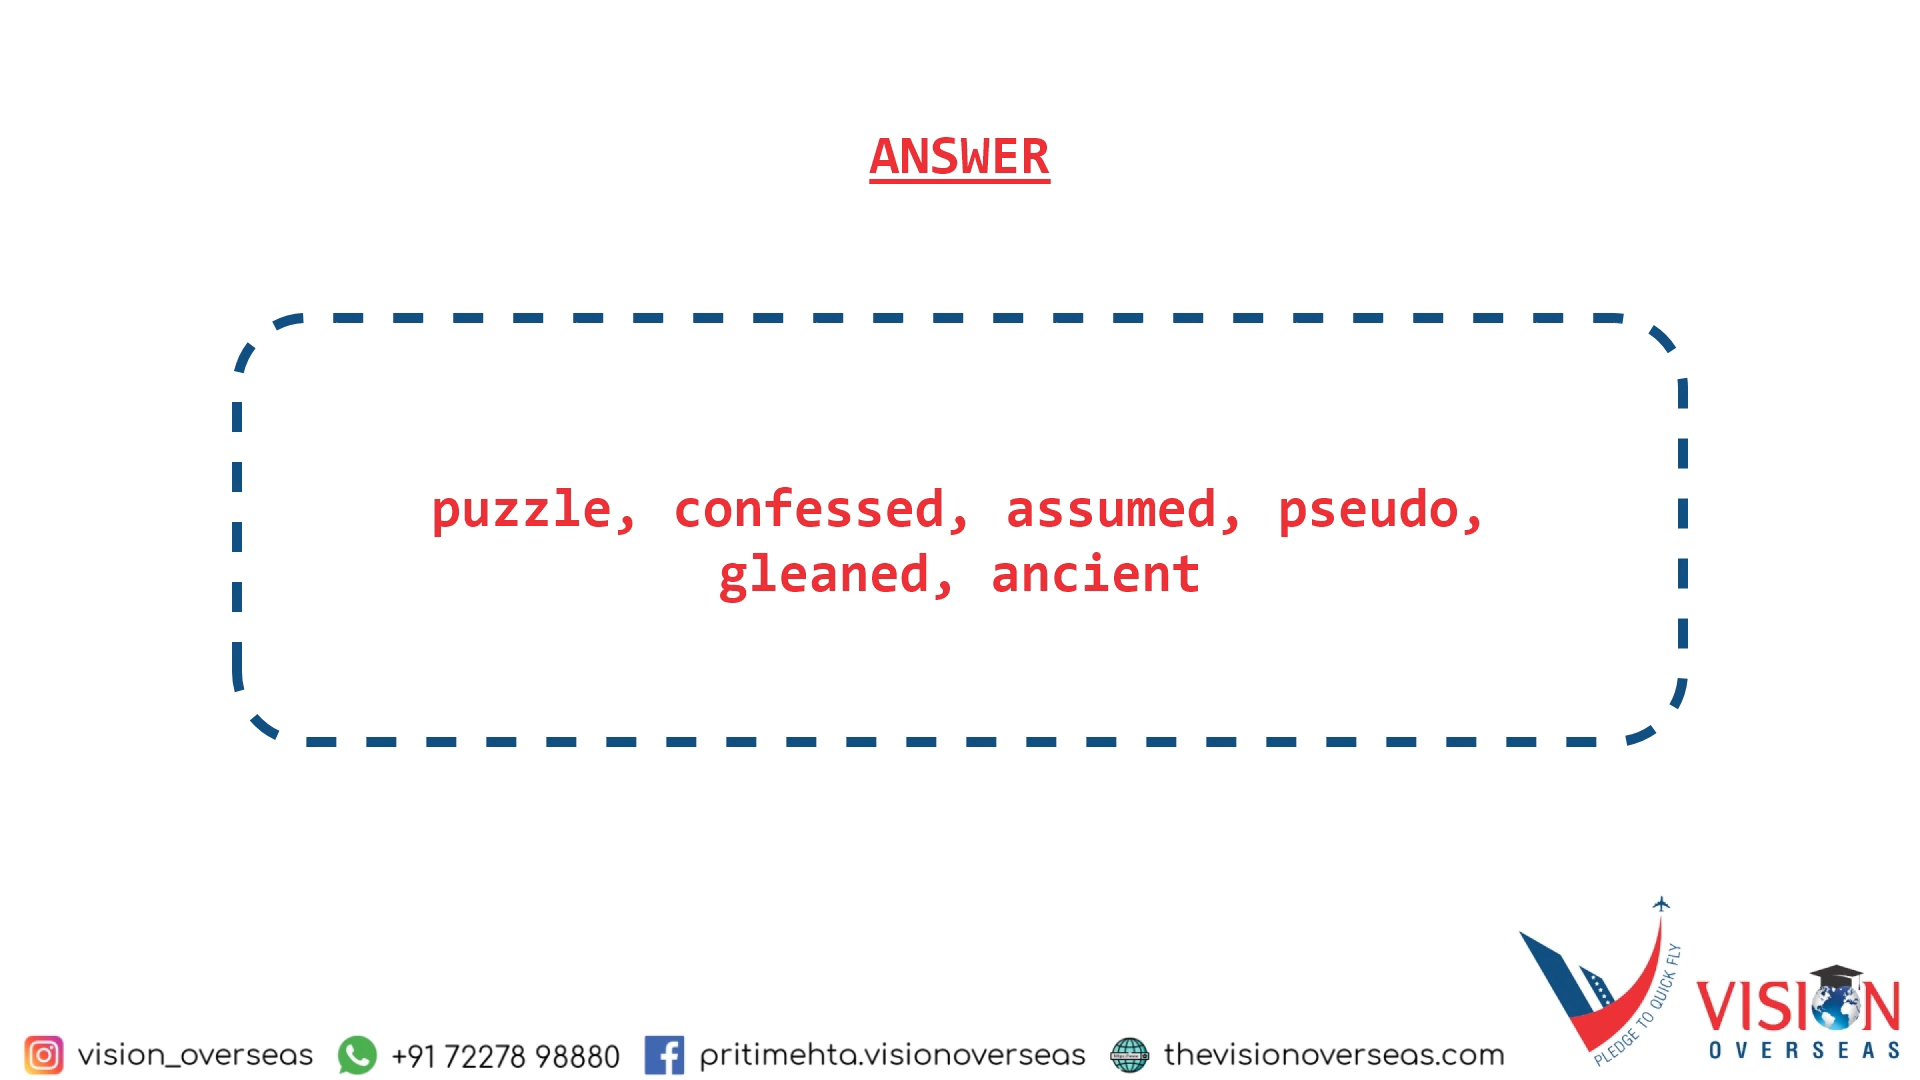 ANSWER
puzzle, confessed, assumed, pseudo,
gleaned, ancient
PLEDGE TO QUICK FLY
VISION
OVERSEAS
vision_overseas
+91 72278 98880
pritimehta.visionoverseas
thevisionoverseas.com